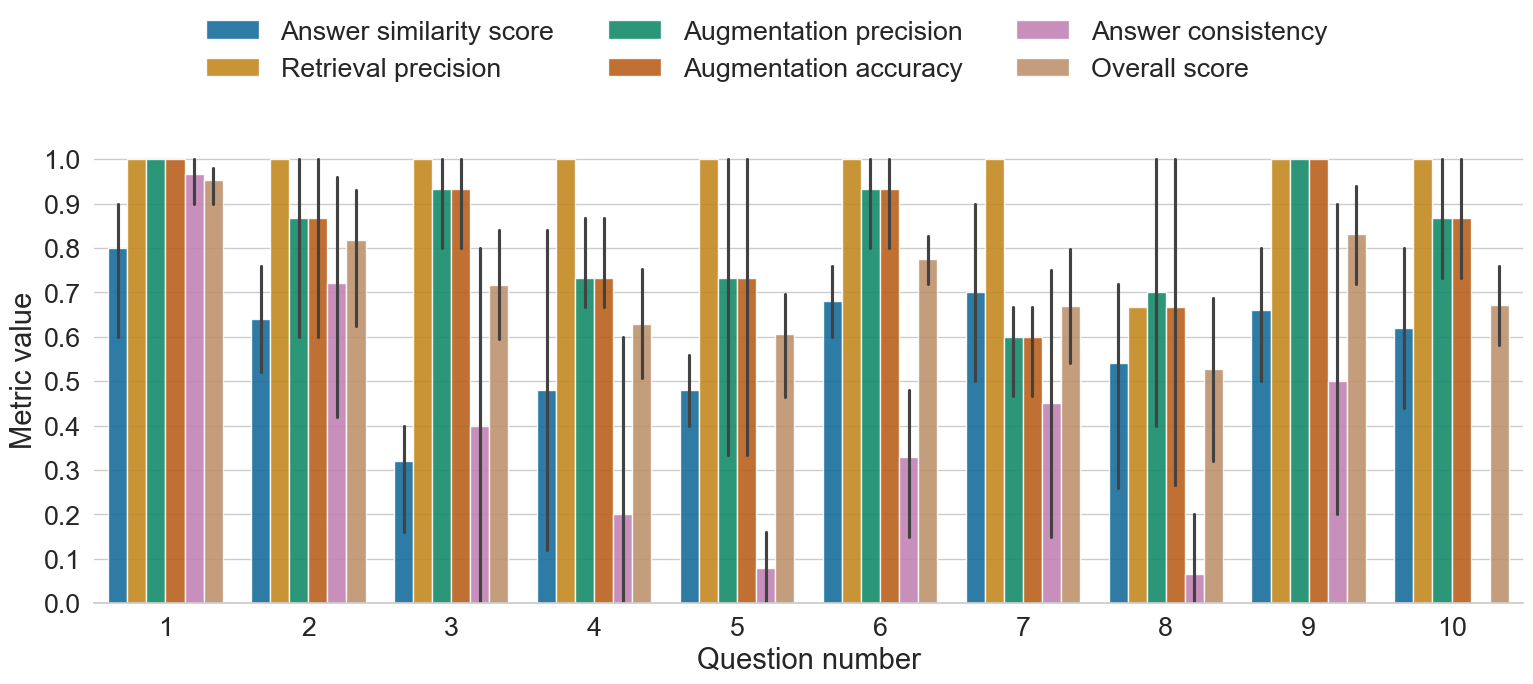 Answer similarity score
Retrieval precision
Augmentation precision
Augmentation accuracy
Answer consistency
Overall score
Metric value
1.0
0.9
0.8
0.7
0.6
0.5
0.4
0.3
0.2
0.1
0.0
1 2 3 4 5 6 7 8 9 10
Question number